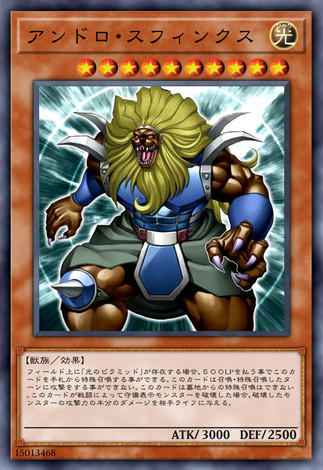 アンドロ・スフィンクス
光
【獣族／効果】
フィールド上に「光のピラミッド」が存在する場合、５００LPを払う事でこのカ
ードを手札から特殊召喚する事ができる。このカードは召喚・特殊召喚したター
ンに攻撃をする事ができない。このカードは墓地からの特殊召喚はできな
い。このカードが戦闘によって守備表示モンスターを破壊した場合、破壊したモ
ンスターの攻撃力の半分のダメージを相手ライフに与える。
ATK/ 3000 DEF/2500
15013468